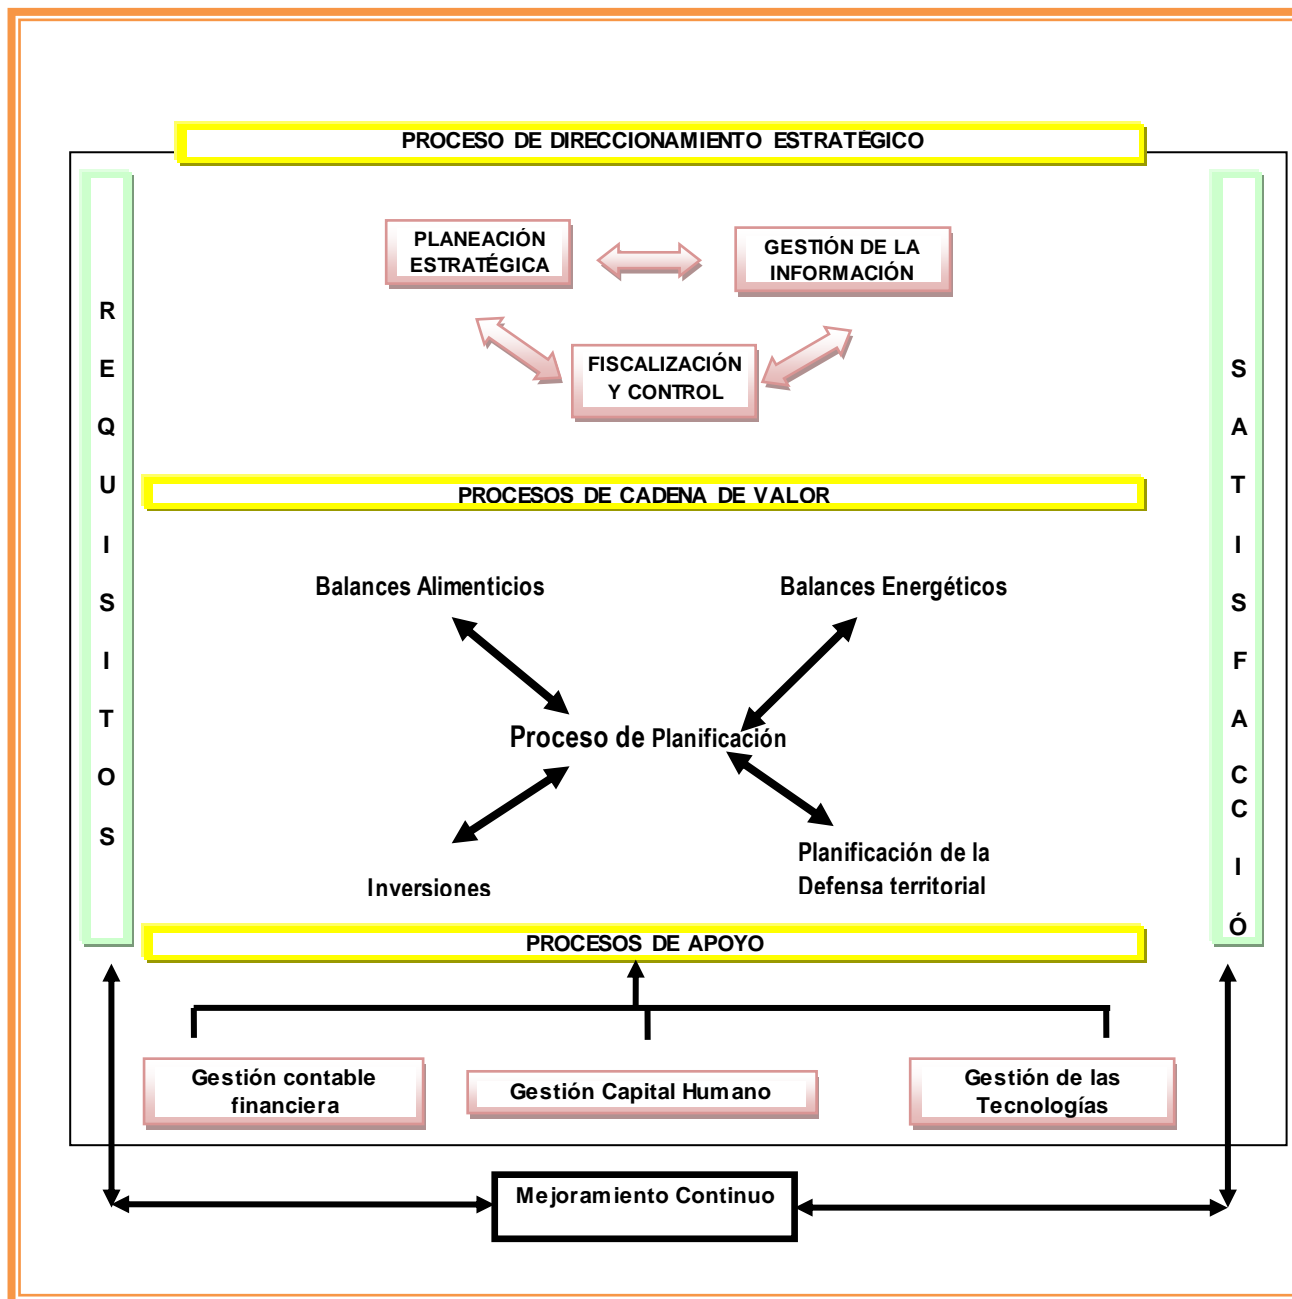 PROCESO DE DIRECCIONAMIENTO ESTRATÉGICO
PLANEACIÓN
ESTRATÉGICA
GESTIÓN DE LA
INFORMACIÓN
FISCALIZACIÓN
Y CONTROL
R
E
Q
U
I
S
I
T
O
S
S
A
T
I
S
F
A
C
C
I
Ó
PROCESOS DE CADENA DE VALOR
Balances Alimenticios
Balances Energéticos
Proceso de Planificación
Inversiones
Planificación de la
Defensa territorial
PROCESOS DE APOYO
Gestión contable
financiera
Gestión Capital Humano
Gestión de las
Tecnologías
Mejoramiento Continuo